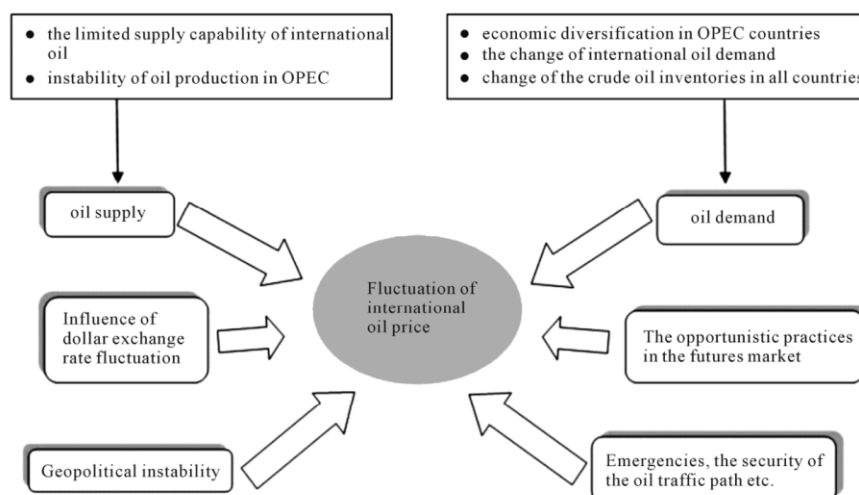 ● the limited supply capability of international
oil
● instability of oil production in OPEC
● economic diversification in OPEC countries
● the change of international oil demand
● change of the crude oil inventories in all countries
oil supply
oil demand
Fluctuation of
international
oil price
Influence of
dollar exchange
rate fluctuation
The opportunistic practices
in the futures market
Geopolitical instability
Emergencies, the security of
the oil traffic path etc.